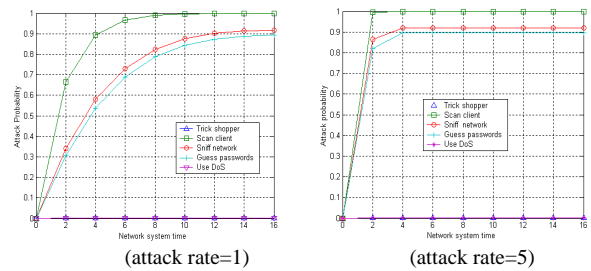 1
0.9
0.8
0.7
0.6
0.5
0.4
0.3
0.2
0.1
0
Attack Probability
Trick shopper
Scan client
Sniff network
Guess passwords
Use DoS
0 2 4 6 8 10 12 14 16
Network system time
(attack rate=1)
1
0.9
0.8
0.7
0.6
0.5
0.4
0.3
0.2
0.1
0
Attack probability
Trick shopper
Scan client
Sniff network
Guess passwords
Use DoS
0 2 4 6 8 10 12 14 16
Network system time
(attack rate=5)